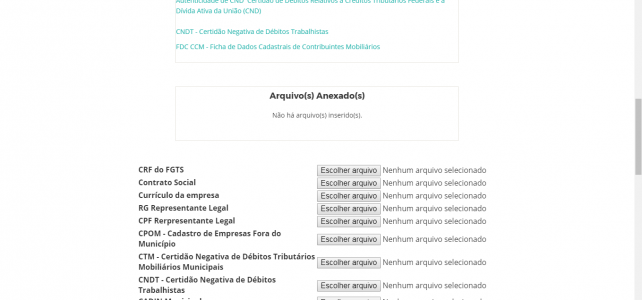 Autenticidade de CND  Certidão de Débitos Relativos a Créditos Tributários Federais e à
Dívida Ativa da União (CND)
CNDT - Certidão Negativa de Débitos Trabalhistas
FDC CCM - Ficha de Dados Cadastrais de Contribuintes Mobiliários
Arquivo(s) Anexado(s)
Não há arquivo(s) inserido(s).
CRF do FGTS Escolher arquivo Nenhum arquivo selecionado
Contrato Social Escolher arquivo Nenhum arquivo selecionado
Currículo da empresa Escolher arquivo Nenhum arquivo selecionado
RG Representante Legal Escolher arquivo Nenhum arquivo selecionado
CPF Rerpresentante Legal Escolher arquivo Nenhum arquivo selecionado
CPOM - Cadastro de Empresas Fora do
Município Escolher arquivo Nenhum arquivo selecionado
CTM - Certidão Negativa de Débitos Tributários
Mobiliários Municipais Escolher arquivo Nenhum arquivo selecionado
CNDT - Certidão Negativa de Débitos
Trabalhistas Escolher arquivo Nenhum arquivo selecionado